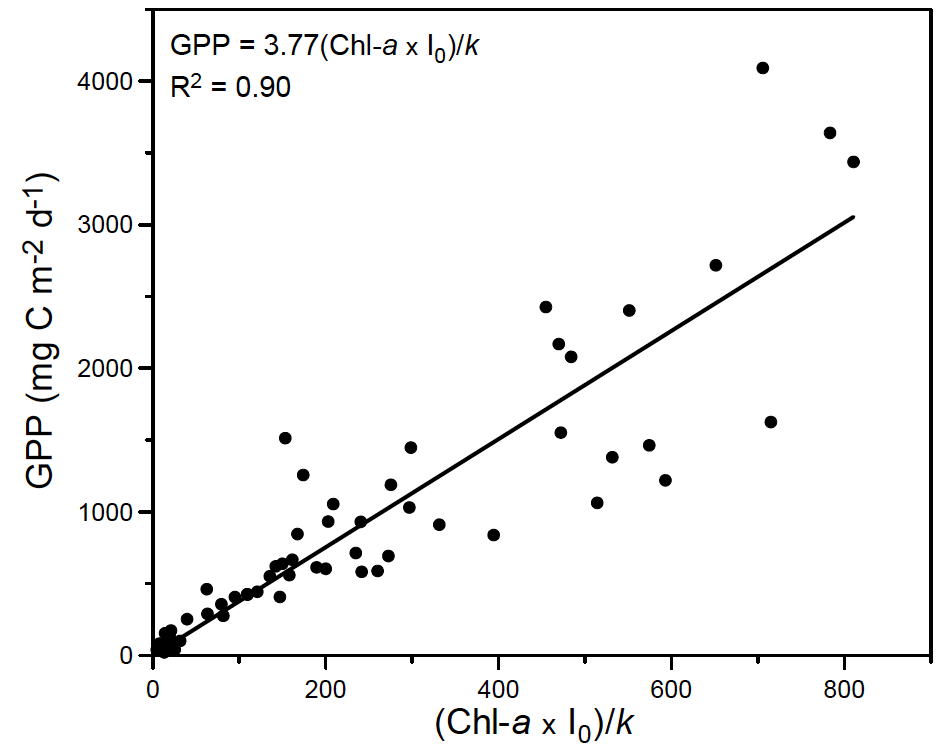 GPP = 3.77(Chl-a x I₀)/k
R² = 0.90
GPP (mg C m⁻² d⁻¹)
4000
3000
2000
1000
0
0 200 400 600 800
(Chl-a x I₀)/k